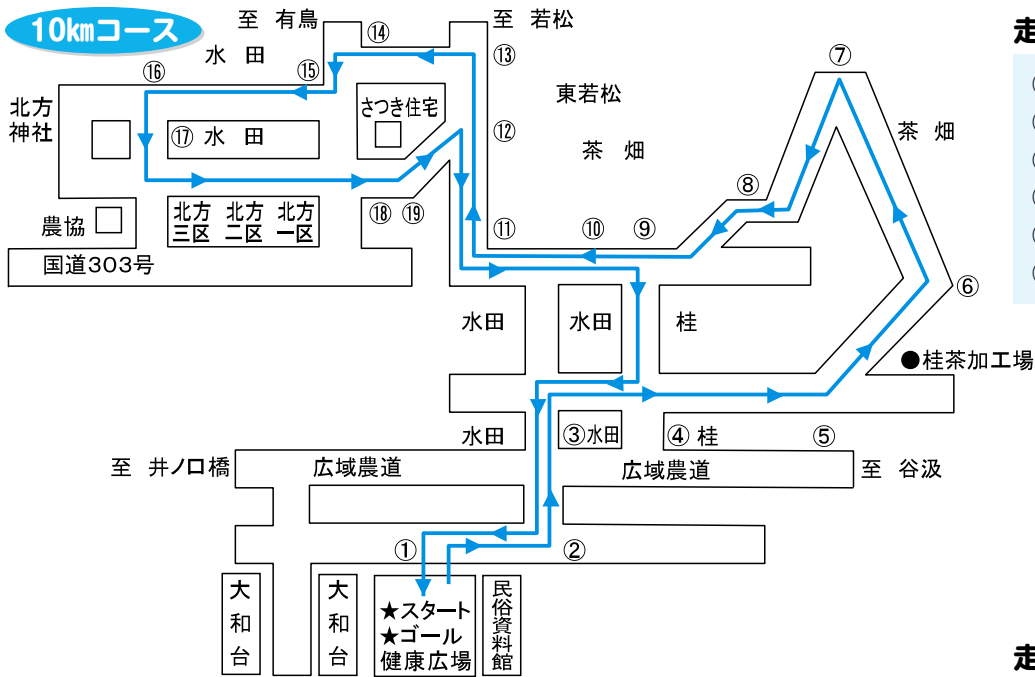 10kmコース
至 有鳥
至 若松
水 田
⑭
⑬
⑮
⑯
⑦
走
北方
神社
さつき住宅
東若松
茶 畑
茶 畑
⑫
⑰ 水 田
⑧
北方三区
北方二区
北方一区
⑱ ⑲
⑪
⑩
⑨
農協
国道303号
⑥
水田
水田
桂
●桂茶加工場
水田
③水田
④桂
⑤
至 井ノ口橋
広域農道
広域農道
至 谷汲
①
②
大和台
大和台
★スタート
★ゴール
健康広場
民俗資料館
走